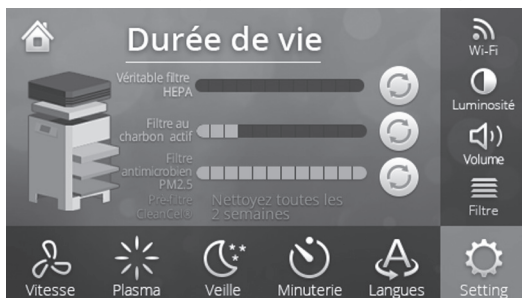 Durée de vie
Véritable filtre
HEPA
Filtre au
charbon actif
Filtre
antimicrobien
PM2.5
Pré-filtre
CleanCel®
Nettoyez toutes les
2 semaines
Wi-Fi
Luminosité
Volume
Filtre
Vitesse
Plasma
Veille
Minuterie
Langues
Setting